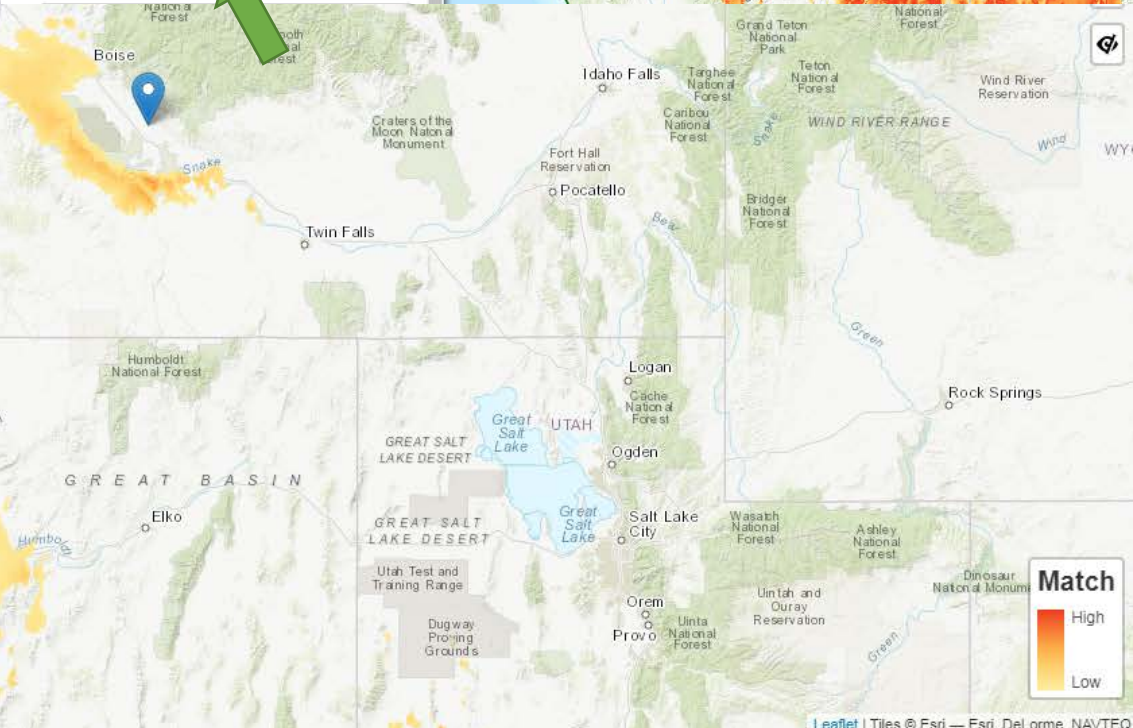 National
Forest
Boise
Forest
Snake
Twin Falls
Craters of the
Moon National
Monument
Idaho Falls
Fort Hall
Reservation
Pocatello
Targhee
National
Forest
Caribou
National
Forest
Grand Teton
National
Park
Teton
National
Forest
Snake
National
Forest
Wind River
Reservation
WIND RIVER RANGE
Wind
Bridger
National
Forest
Bear
Green
Rock Springs
Humboldt
National Forest
GREAT BASIN
Elko
Humboldt
Logan
Cache
National
Forest
Great
Salt
Lake
UTAH
Ogden
GREAT SALT
LAKE DESERT
GREAT SALT
LAKE DESERT
Great
Salt
Lake
Salt Lake
City
Utah Test and
Training Range
Dugway
Proving
Grounds
Orem
Provo
Uinta
National
Forest
Wasatch
National
Forest
Ashley
National
Forest
Uintah and
Ouray
Reservation
Green
Dinosaur
National Monum
Match
High
Low
Leaflet | Tiles © Esri — Esri, DeLorme, NAVTEQ